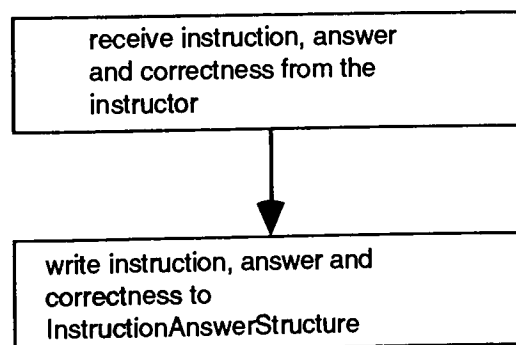 receive instruction, answer
and correctness from the
instructor
write instruction, answer and
correctness to
InstructionAnswerStructure